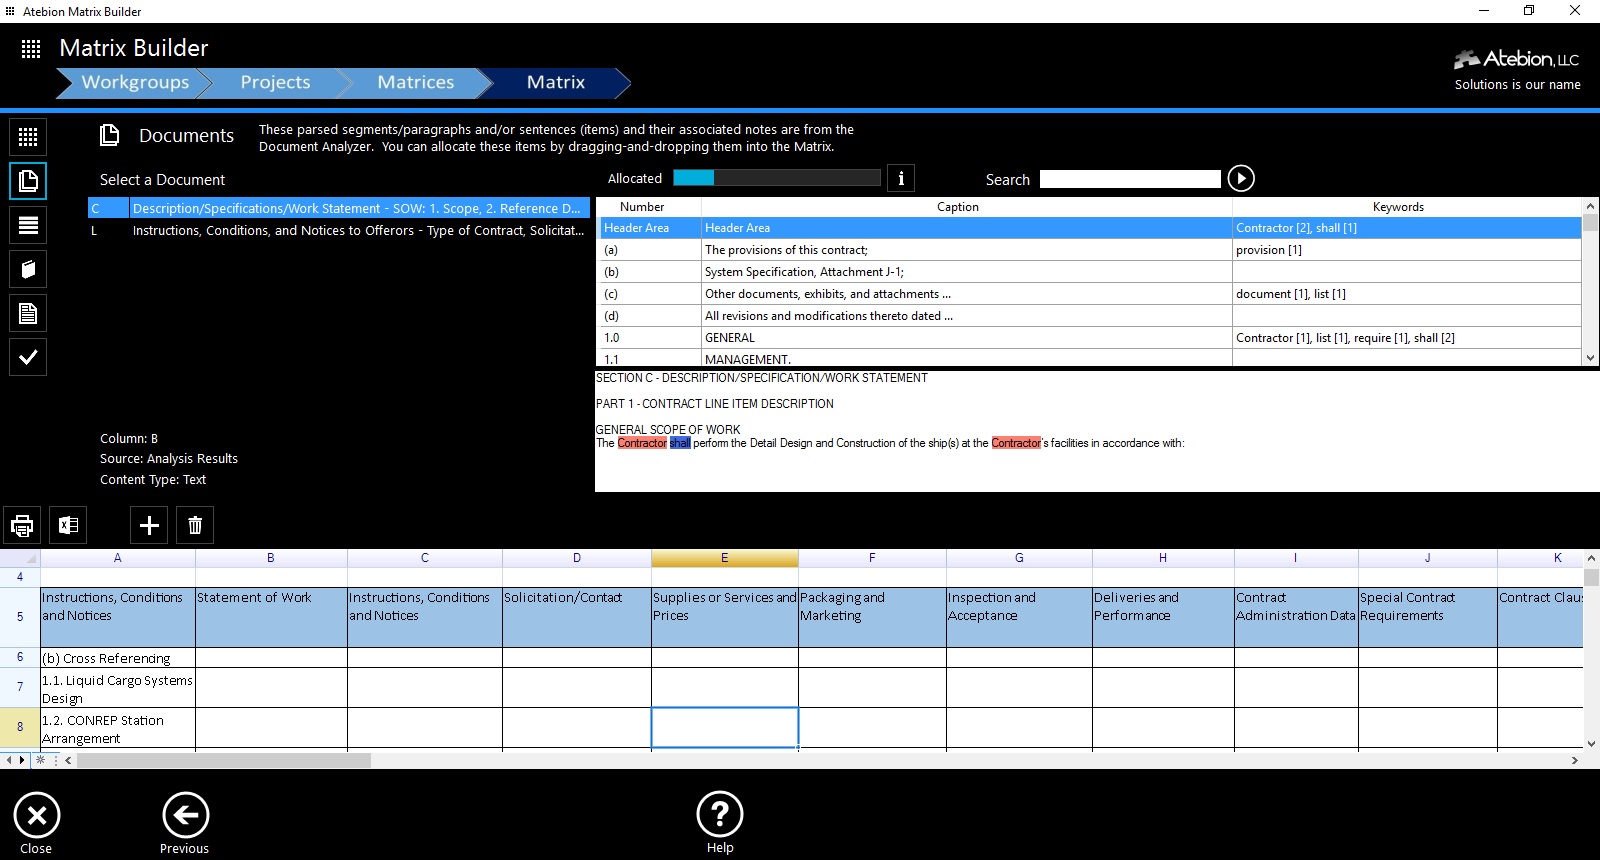 Atebion Matrix Builder
Matrix Builder
Workgroups
Projects
Matrices
Matrix
Atebion, LLC
Solutions is our name
Documents
These parsed segments/paragraphs and/or sentences (items) and their associated notes are from the
Document Analyzer. You can allocate these items by dragging-and-dropping them into the Matrix.
Select a Document
Allocated
i
Search
C Description/Specifications/Work Statement - SOW: 1. Scope, 2. Reference D...
L Instructions, Conditions, and Notices to Offerors - Type of Contract, Solicitat...
Number Caption Keywords
Header Area Header Area Contractor [2], shall [1]
(a) The provisions of this contract; provision [1]
(b) System Specification, Attachment J-1;
(c) Other documents, exhibits, and attachments ... document [1], list [1]
(d) All revisions and modifications thereto dated ...
1.0 GENERAL Contractor [1], list [1], require [1], shall [2]
1.1 MANAGEMENT.
SECTION C - DESCRIPTION/SPECIFICATION/WORK STATEMENT
PART 1 - CONTRACT LINE ITEM DESCRIPTION
GENERAL SCOPE OF WORK
The Contractor shall perform the Detail Design and Construction of the ship(s) at the Contractor's facilities in accordance with:
Column: B
Source: Analysis Results
Content Type: Text
A B C D E F G H I J K
4
5
Instructions, Conditions
and Notices
Statement of Work
Instructions, Conditions
and Notices
Solicitation/Contact
Supplies or Services and
Prices
Packaging and
Marketing
Inspection and
Acceptance
Deliveries and
Performance
Contract
Administration Data
Special Contract
Requirements
Contract Clau
6 (b) Cross Referencing
7 1.1. Liquid Cargo Systems
Design
8 1.2. CONREP Station
Arrangement
Close
Previous
?
Help